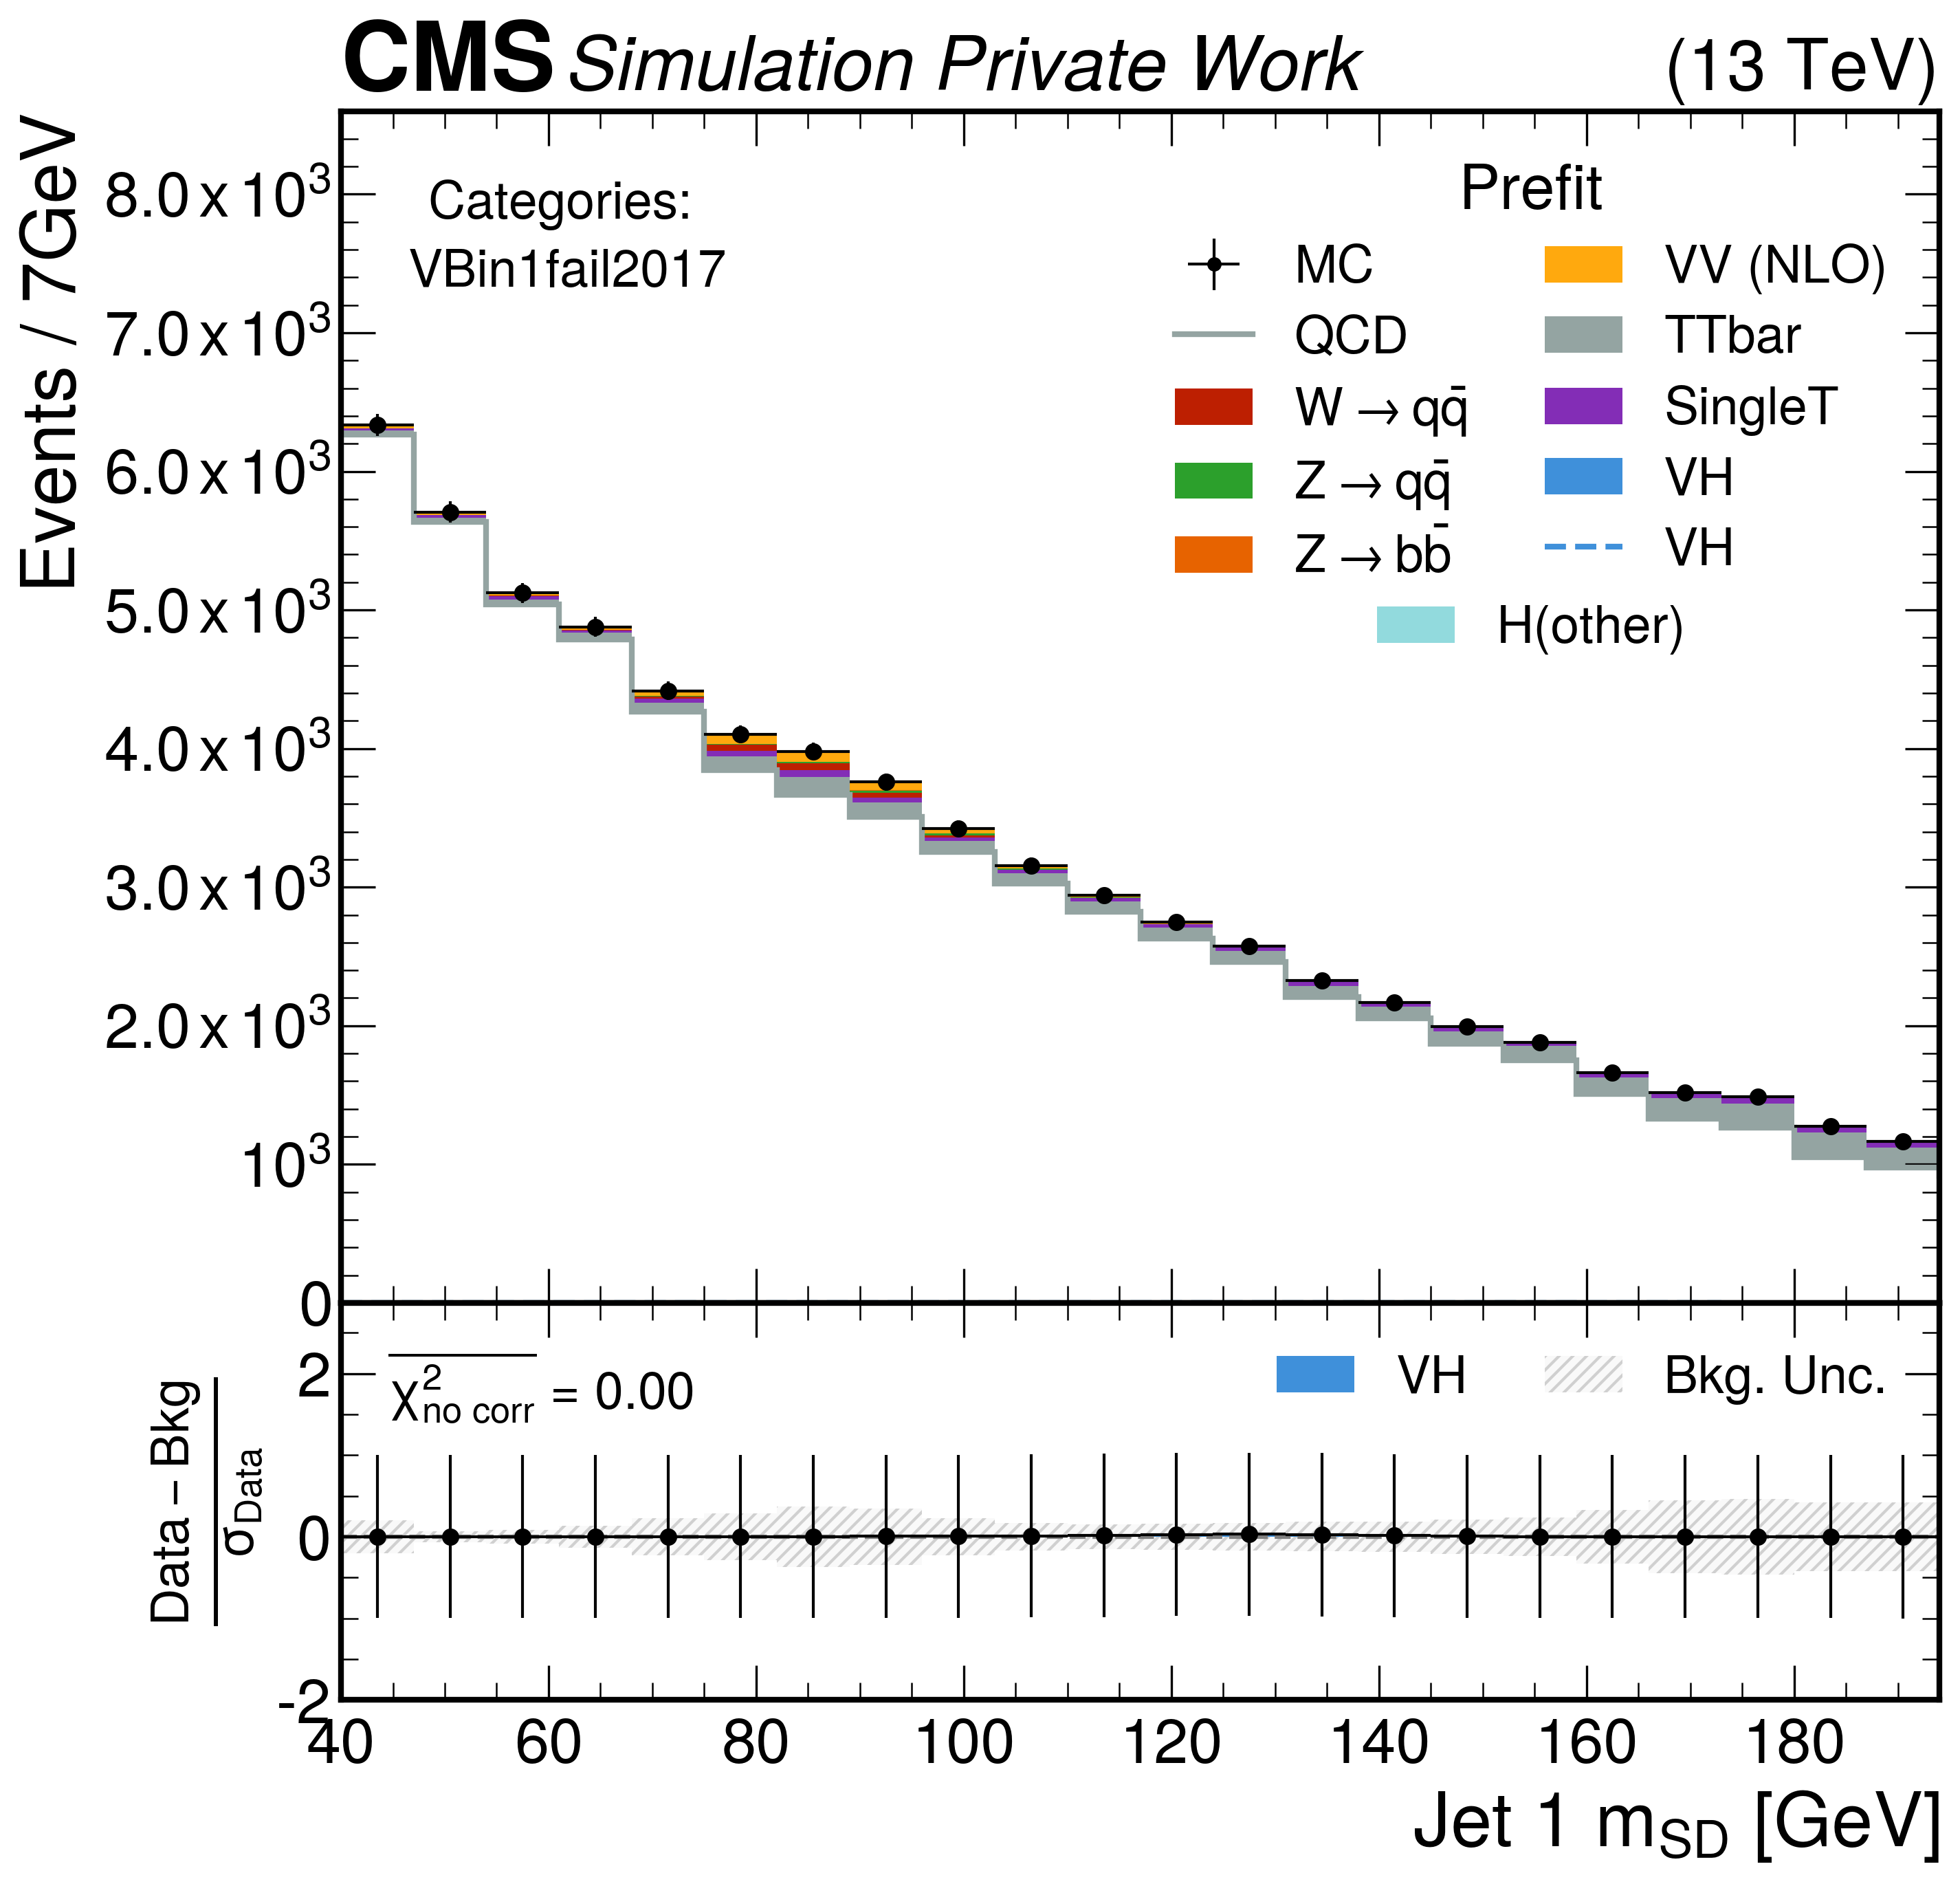 CMS Simulation Private Work (13 TeV)
Events / 7GeV
8.0 x 10³
7.0 x 10³
6.0 x 10³
5.0 x 10³
4.0 x 10³
3.0 x 10³
2.0 x 10³
10³
0
Categories:
VBin1fail2017
Prefit
MC
QCD
W → qq̄
Z → qq̄
Z → bb̄
VV (NLO)
TTbar
SingleT
VH
VH
H(other)
Data – Bkg
σ_Data
2
0
-2
χ²_no corr = 0.00
VH
Bkg. Unc.
40 60 80 100 120 140 160 180
Jet 1 m_SD [GeV]